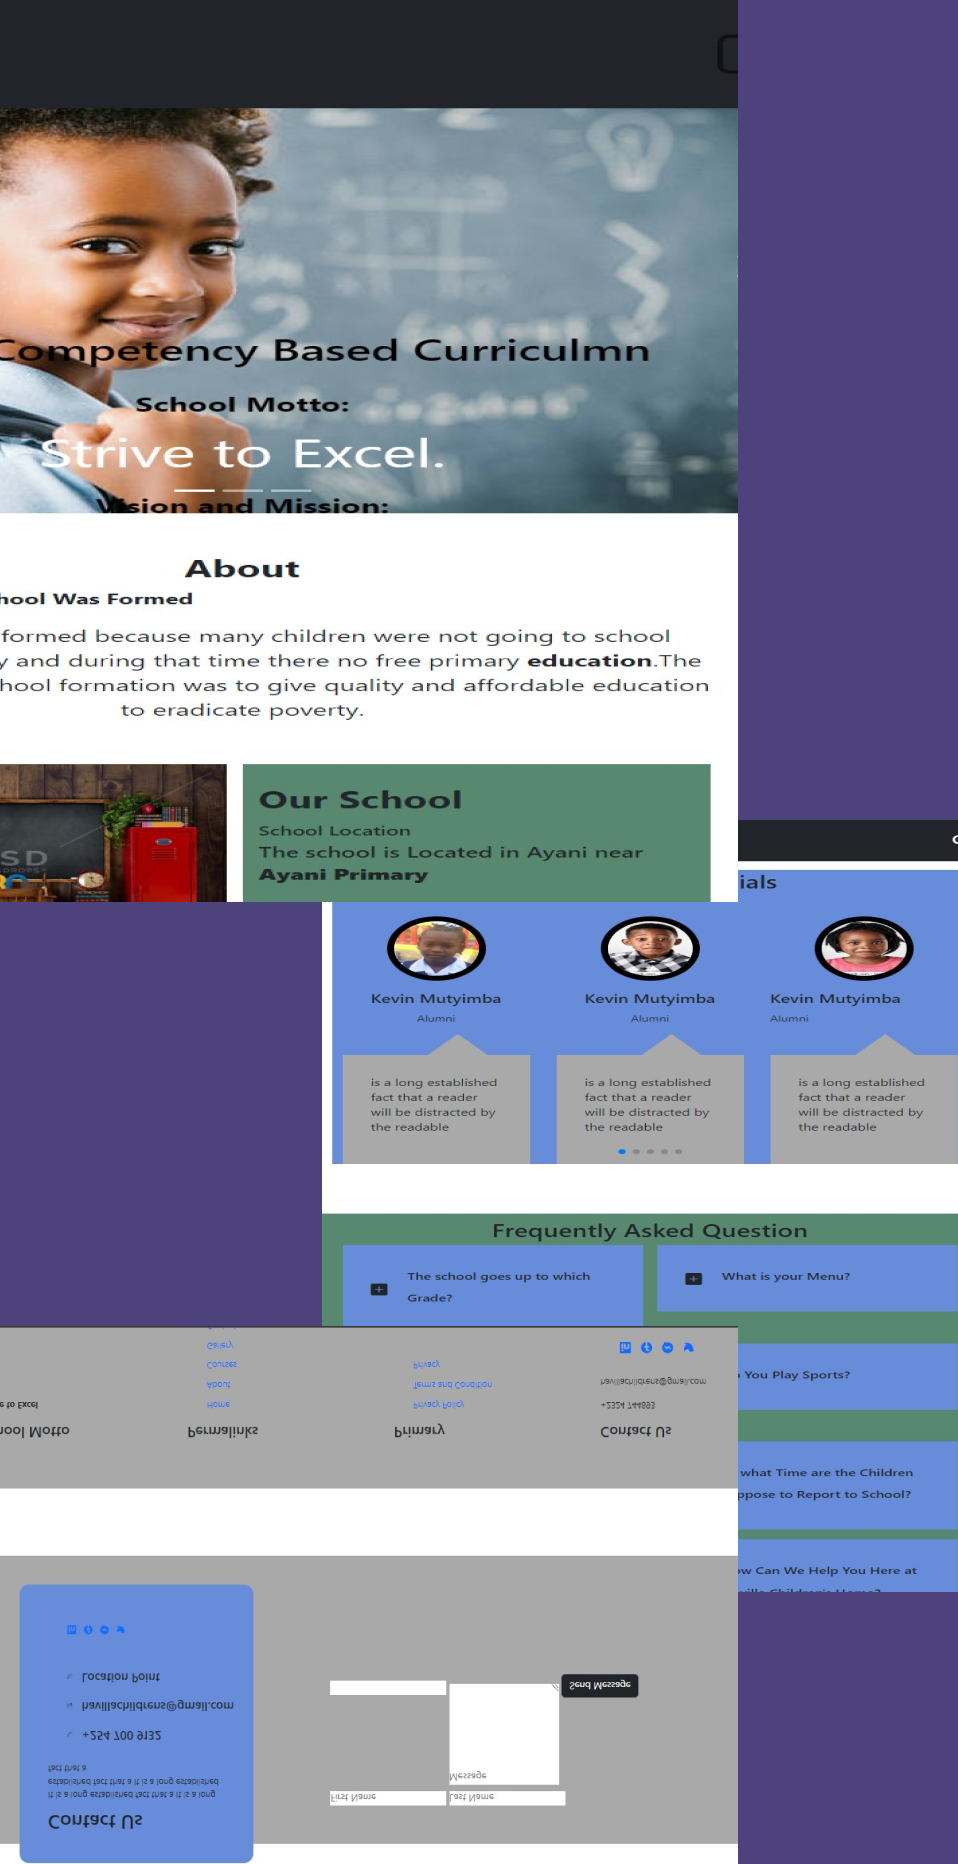 Competency Based Curriculmn
School Motto:
Strive to Excel.
Vision and Mission:
About
hool Was Formed
formed because many children were not going to school
y and during that time there no free primary education.The
hool formation was to give quality and affordable education
to eradicate poverty.
SD
Our School
School Location
The school is Located in Ayani near
Ayani Primary
ials
Kevin Mutyimba
Alumni
is a long established
fact that a reader
will be distracted by
the readable
Kevin Mutyimba
Alumni
is a long established
fact that a reader
will be distracted by
the readable
Kevin Mutyimba
Alumni
is a long established
fact that a reader
will be distracted by
the readable
Frequently Asked Question
The school goes up to which
Grade?
What is your Menu?
You Play Sports?
what Time are the Children
ppose to Report to School?
ow Can We Help You Here at
ville Children's Home?
hool Motto
e to Excel
Permalinks
Home
About
Courses
Gallery
Primary
Privacy Policy
Terms and Condition
Privacy
Contact Us
+2324 744893
havillachildrens@gmail.com
Contact Us
It is a long established fact that a it is a long
established fact that a it is a long established
fact that a
+254 700 9132
havillachildrens@gmail.com
Location Point
First Name
Last Name
Message
Send Message